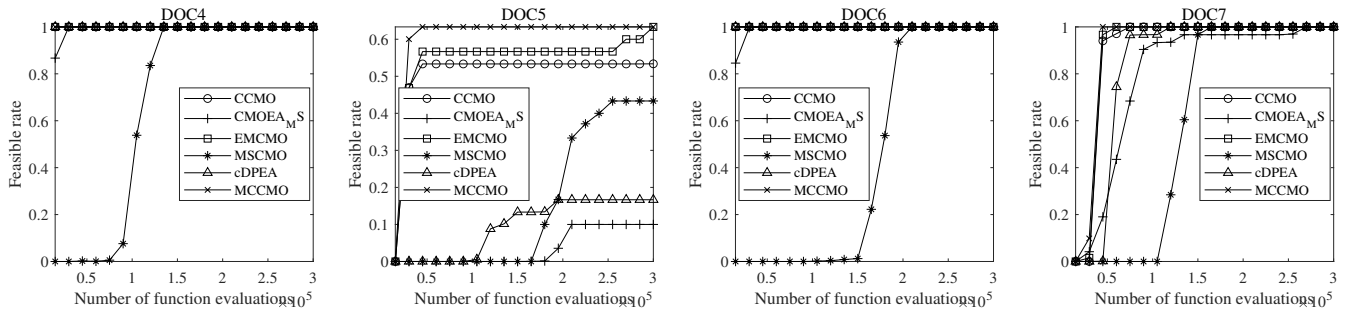 DOC4
Feasible rate
1
0.8
0.6
0.4
0.2
0
CCMO
CMOEA_MS
EMCMO
MSCMO
cDPEA
MCCMO
0.5 1 1.5 2 2.5 3
Number of function evaluations
×10^5
DOC5
Feasible rate
0.6
0.5
0.4
0.3
0.2
0.1
0
CCMO
CMOEA_MS
EMCMO
MSCMO
cDPEA
MCCMO
0.5 1 1.5 2 2.5 3
Number of function evaluations
×10^5
DOC6
Feasible rate
1
0.8
0.6
0.4
0.2
0
CCMO
CMOEA_MS
EMCMO
MSCMO
cDPEA
MCCMO
0.5 1 1.5 2 2.5 3
Number of function evaluations
×10^5
DOC7
Feasible rate
1
0.8
0.6
0.4
0.2
0
CCMO
CMOEA_MS
EMCMO
MSCMO
cDPEA
MCCMO
0.5 1 1.5 2 2.5 3
Number of function evaluations
×10^5